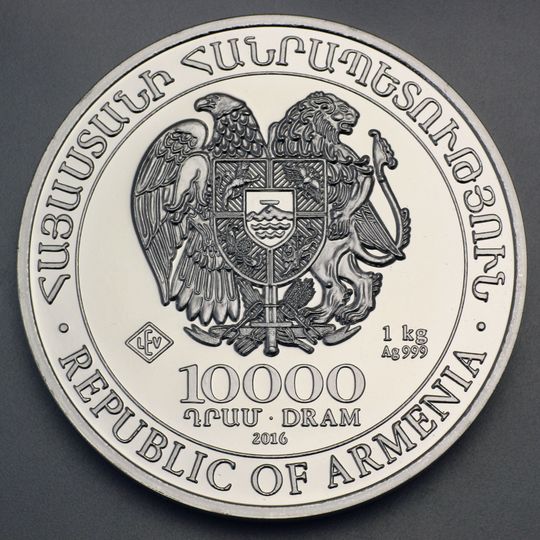 ՀԱՅԱՍՏԱՆԻ ՀԱՆՐԱՊԵՏՈՒԹՅՈՒՆ
LEV
1 kg
Ag 999
10000
ԴՐԱՄ · DRAM
2016
· REPUBLIC OF ARMENIA ·